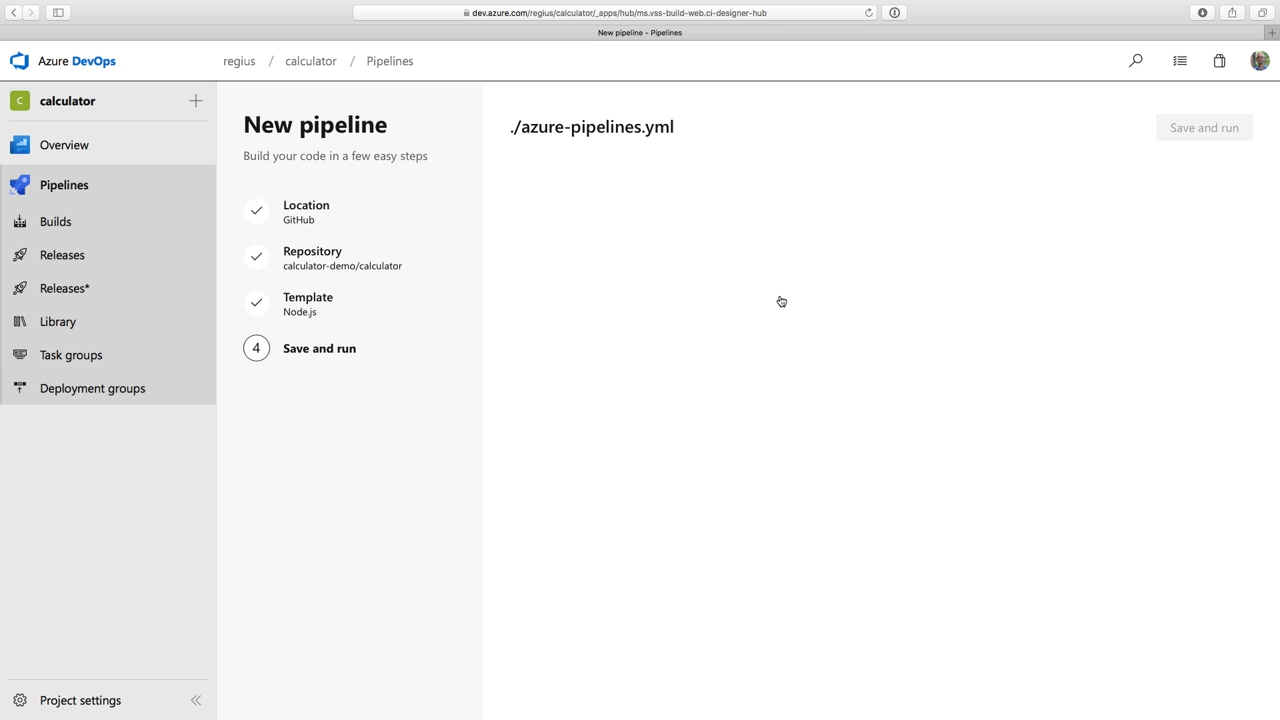 dev.azure.com/regius/calculator/_apps/hub/ms.vss-build-web.ci-designer-hub
New pipeline – Pipelines
Azure DevOps
regius / calculator / Pipelines
C calculator
Overview
Pipelines
Builds
Releases
Releases*
Library
Task groups
Deployment groups
Project settings
New pipeline
Build your code in a few easy steps
Location
GitHub
Repository
calculator-demo/calculator
Template
Node.js
4 Save and run
./azure-pipelines.yml
Save and run